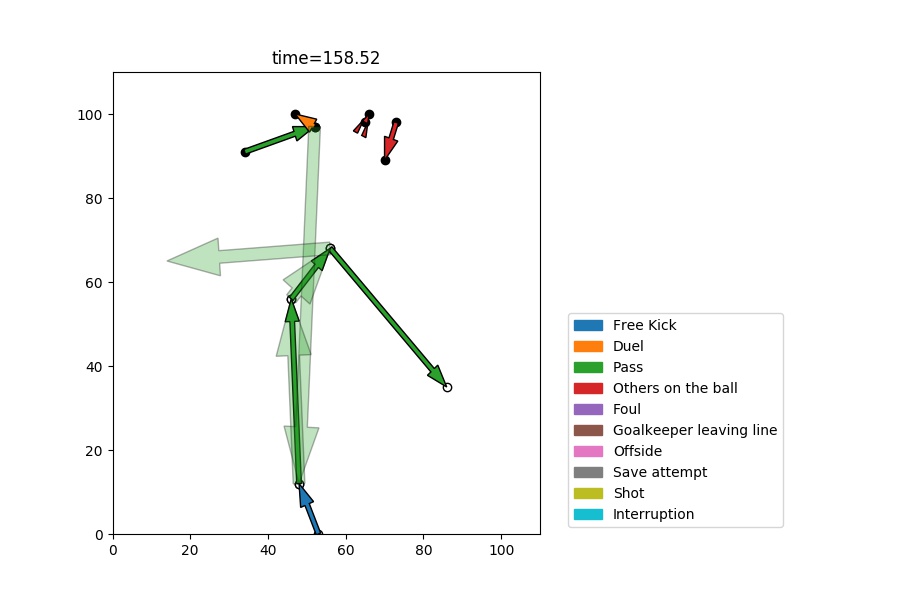 time=158.52
100
80
60
40
20
0
0 20 40 60 80 100
Free Kick
Duel
Pass
Others on the ball
Foul
Goalkeeper leaving line
Offside
Save attempt
Shot
Interruption